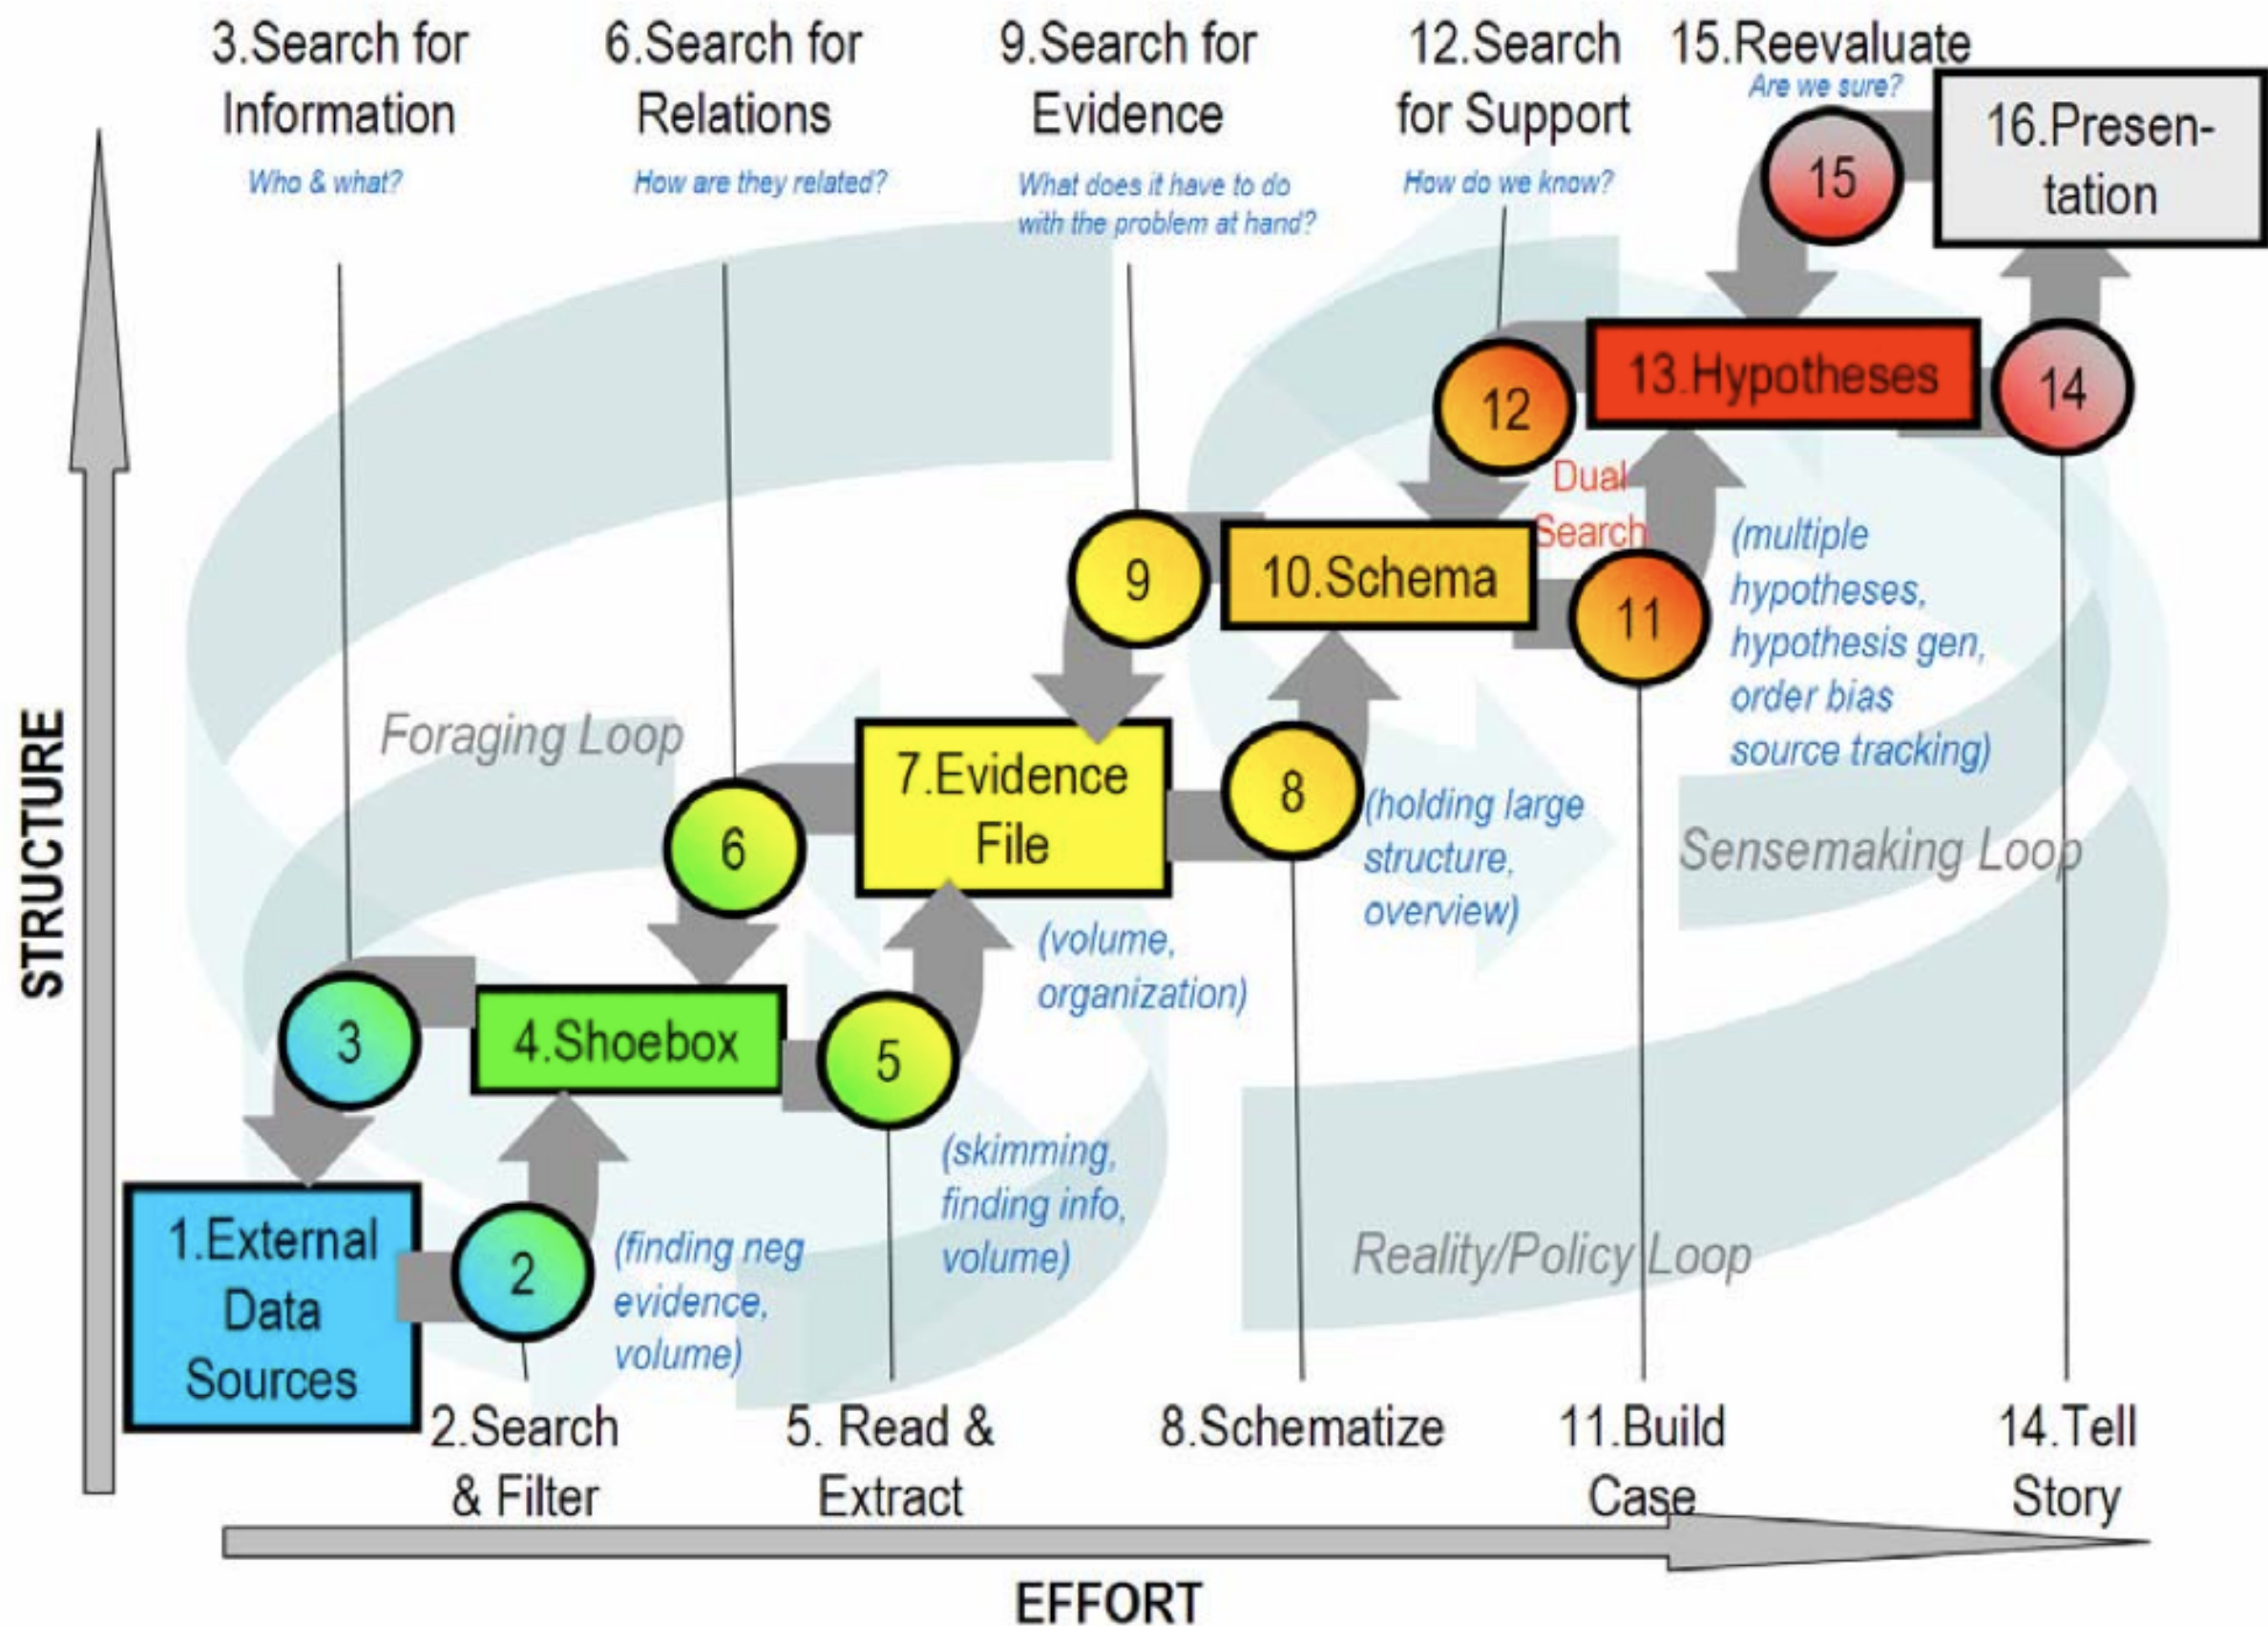 3.Search for
Information
Who & what?
6.Search for
Relations
How are they related?
9.Search for
Evidence
What does it have to do
with the problem at hand?
12.Search
for Support
How do we know?
15.Reevaluate
Are we sure?
15
16.Presen-
tation
12
13.Hypotheses
14
Dual
Search
9
10.Schema
11
(multiple
hypotheses,
hypothesis gen,
order bias
source tracking)
Foraging Loop
6
7.Evidence
File
8
(holding large
structure,
overview)
Sensemaking Loop
(volume,
organization)
3
4.Shoebox
5
(skimming,
finding info,
volume)
1.External
Data
Sources
2
(finding neg
evidence,
volume)
Reality/Policy Loop
2.Search
& Filter
5. Read &
Extract
8.Schematize
11.Build
Case
14.Tell
Story
STRUCTURE
EFFORT